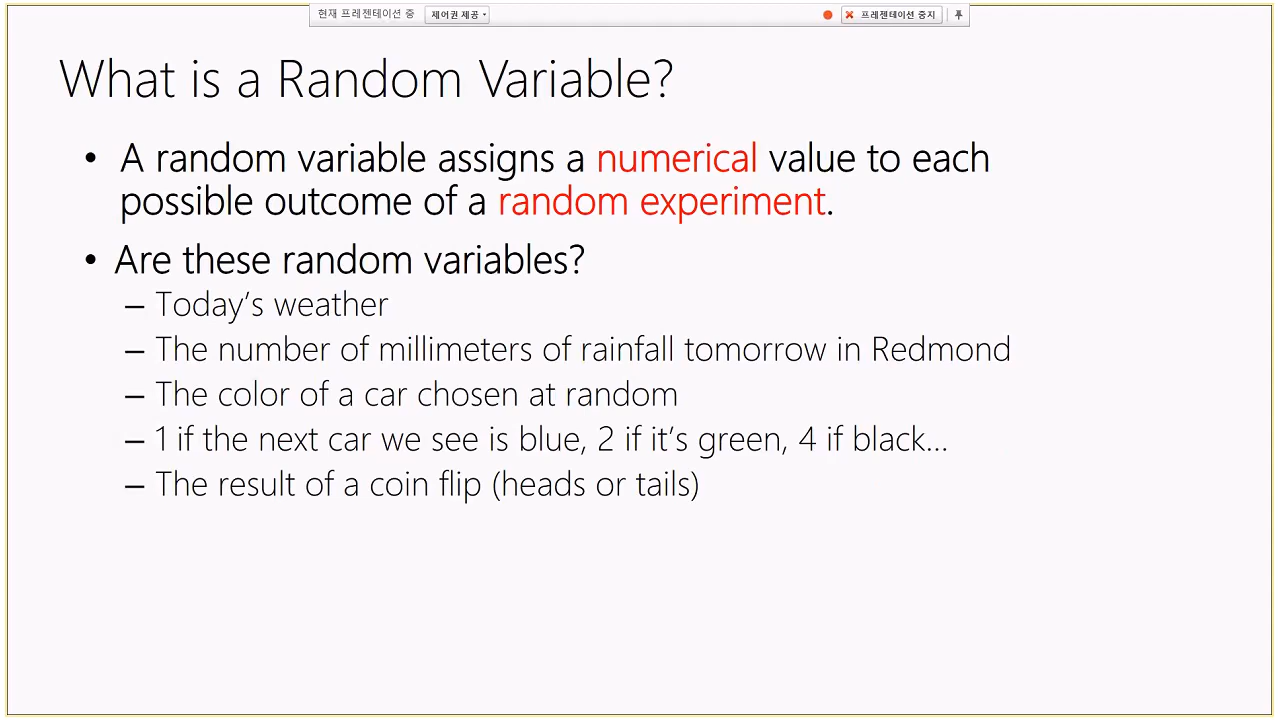 현재 프레젠테이션 중 제어권 제공 프레젠테이션 중지
What is a Random Variable?
• A random variable assigns a numerical value to each
possible outcome of a random experiment.
• Are these random variables?
– Today's weather
– The number of millimeters of rainfall tomorrow in Redmond
– The color of a car chosen at random
– 1 if the next car we see is blue, 2 if it's green, 4 if black...
– The result of a coin flip (heads or tails)